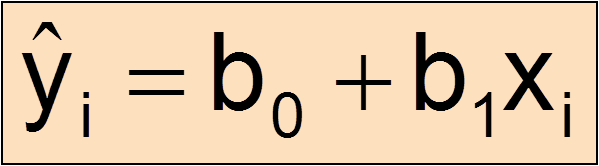 ŷᵢ = b₀ + b₁xᵢ